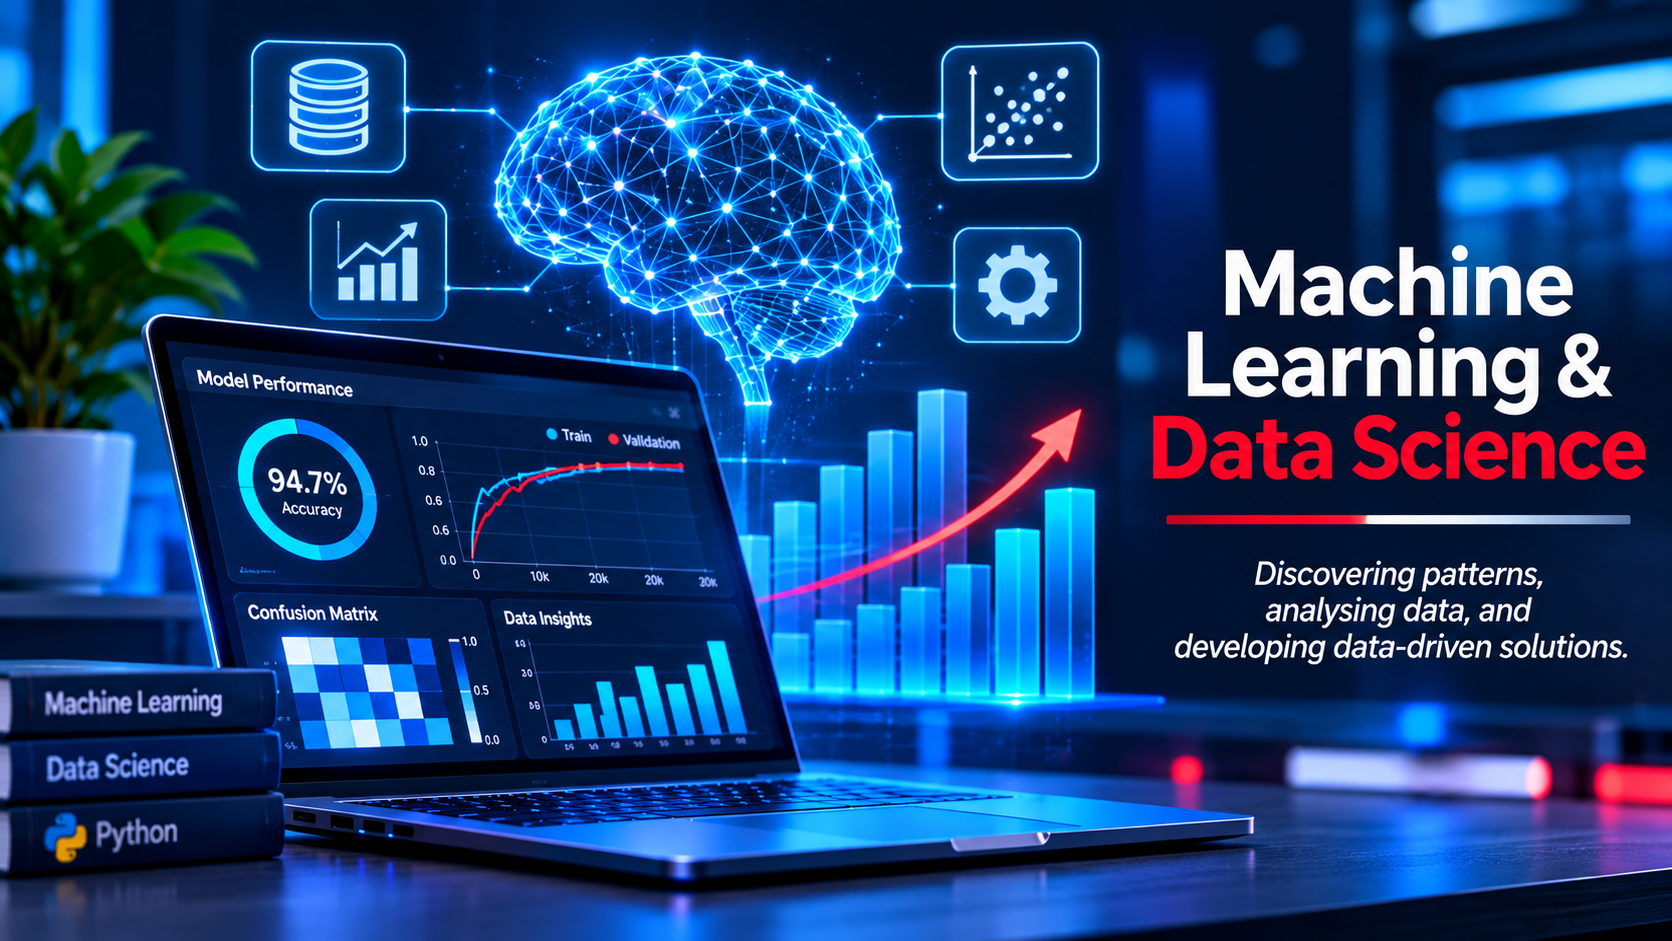 Machine
Learning &
Data Science
Discovering patterns,
analysing data, and
developing data-driven solutions.
Model Performance
94.7%
Accuracy
Train
Validation
1.0
0.8
0.6
0.6
0.0
0
10k
20k
20k
30k
Confusion Matrix
1.0
0.5
0.0
Data Insights
0
Machine Learning
Data Science
Python